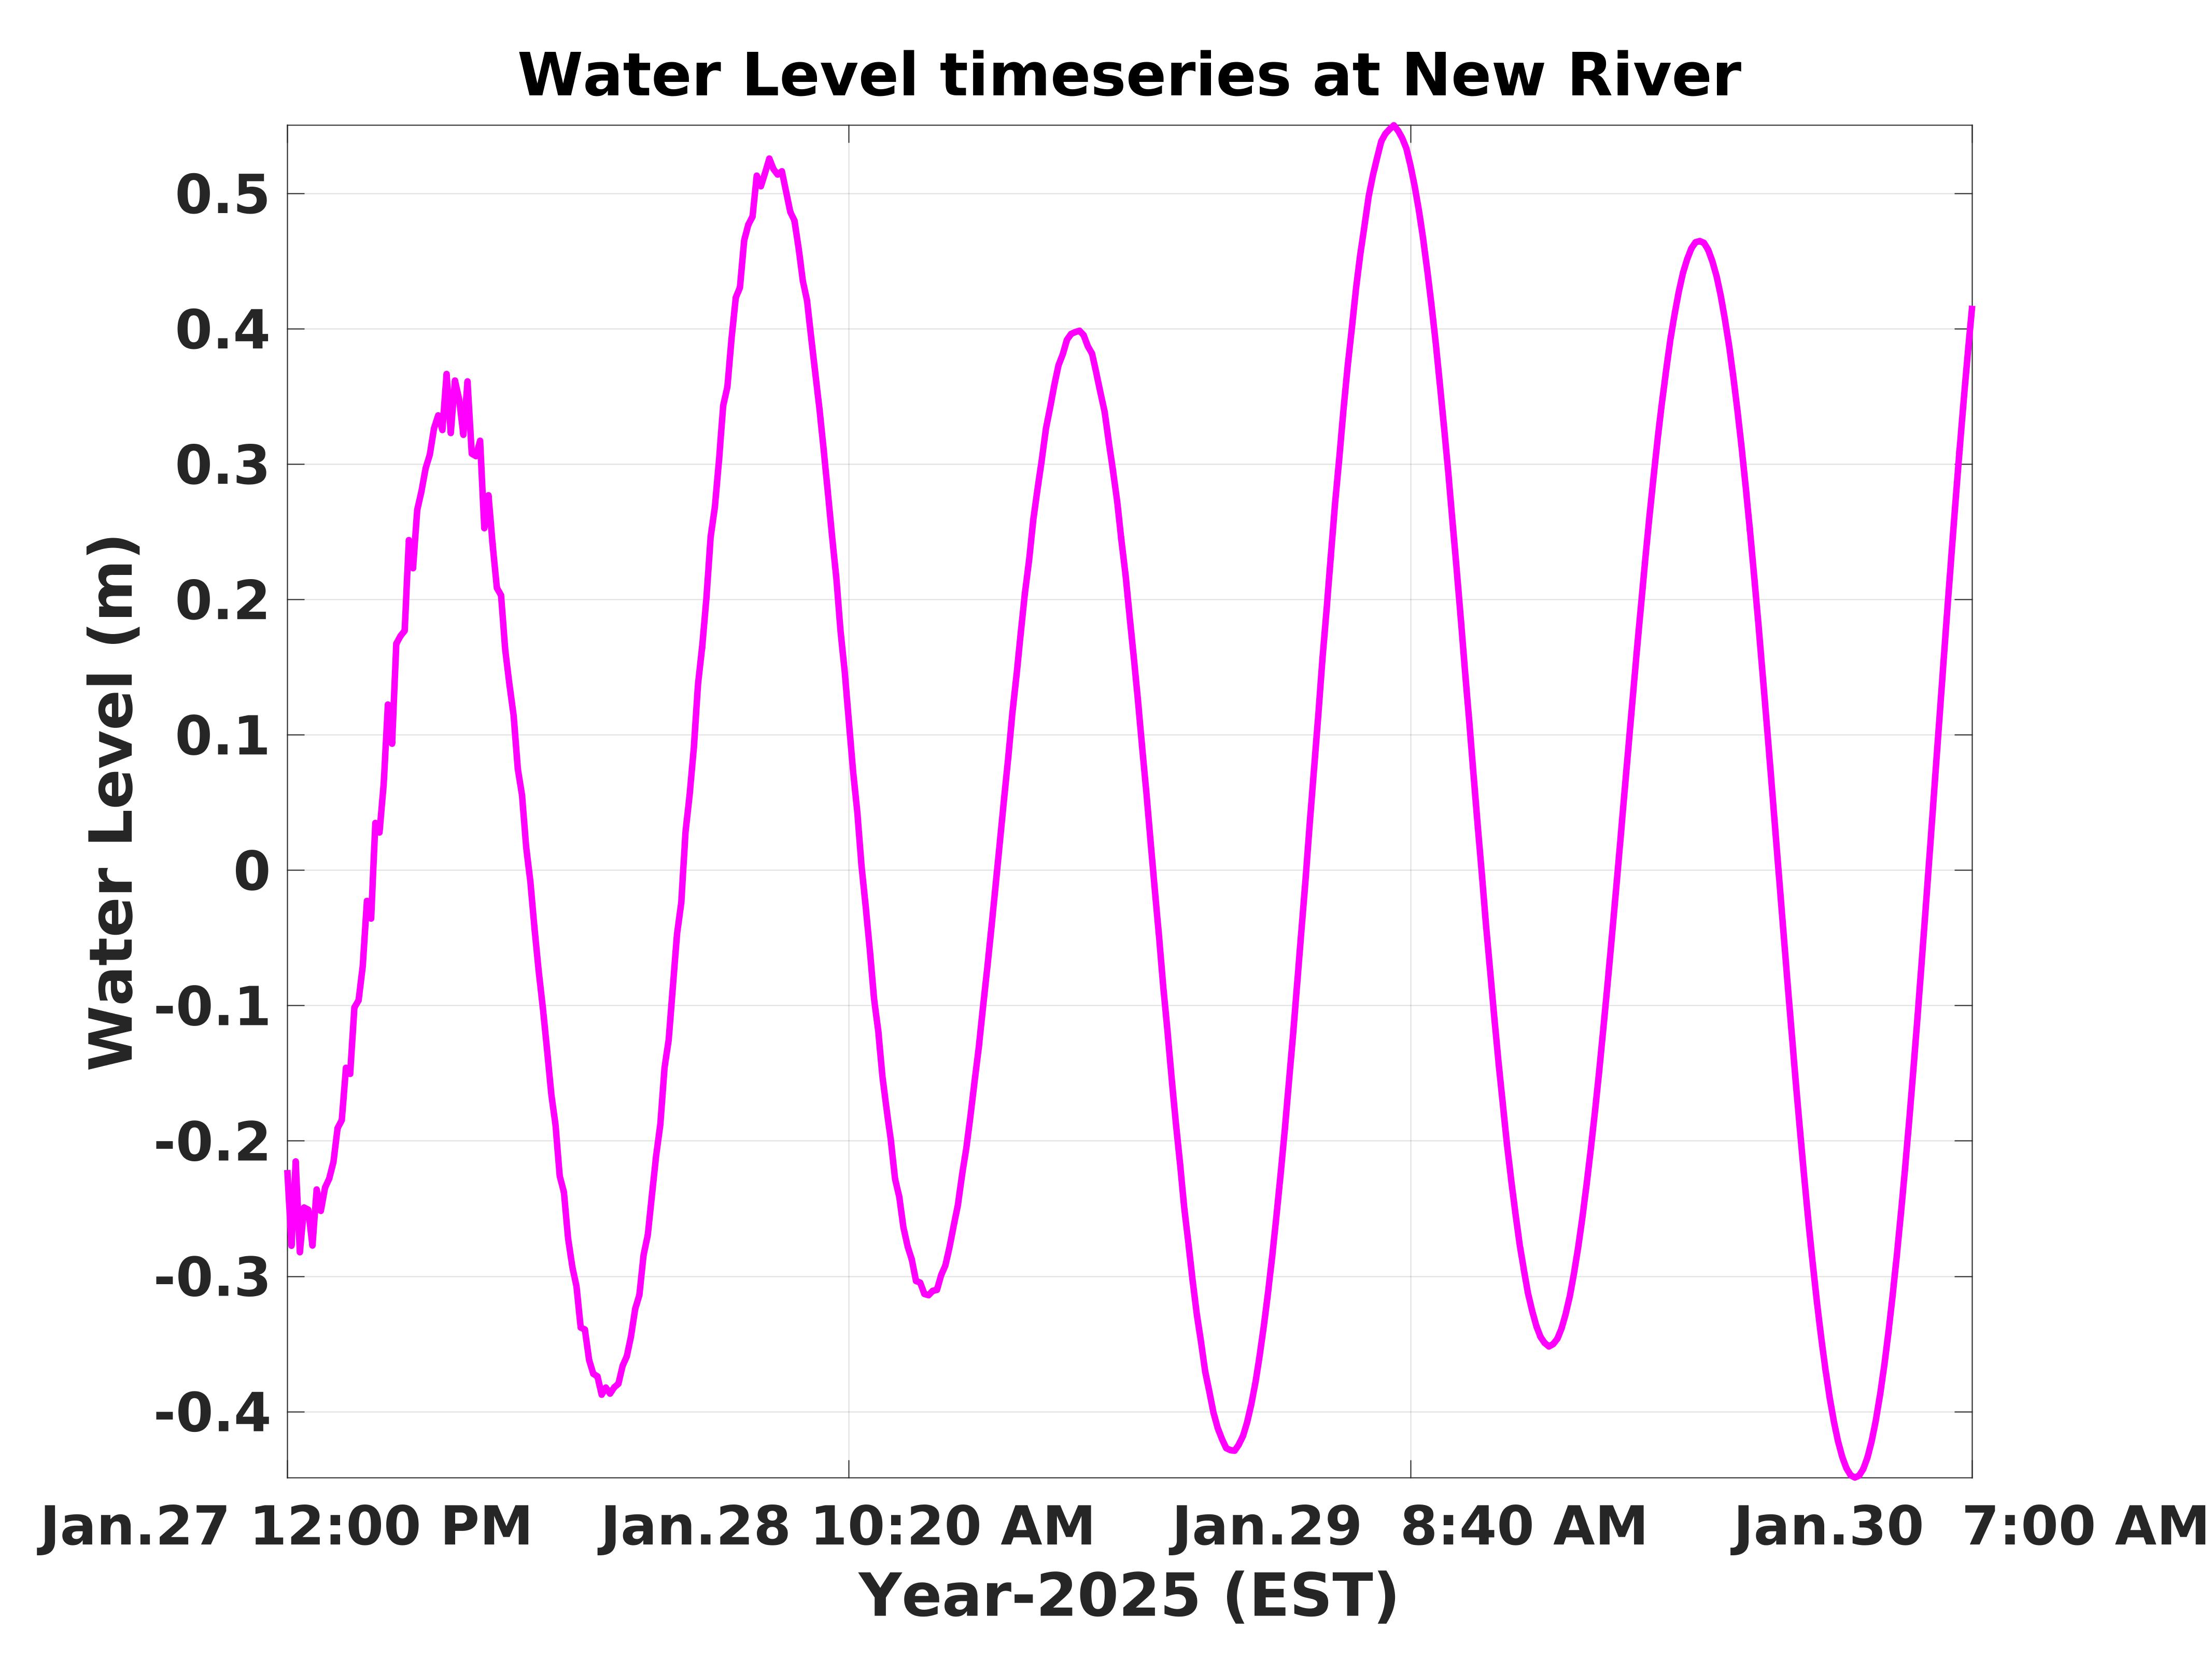 Water Level timeseries at New River
0.5
0.4
0.3
0.2
0.1
0
-0.1
-0.2
-0.3
-0.4
Water Level (m)
Jan.27 12:00 PM Jan.28 10:20 AM Jan.29 8:40 AM Jan.30 7:00 AM
Year-2025 (EST)